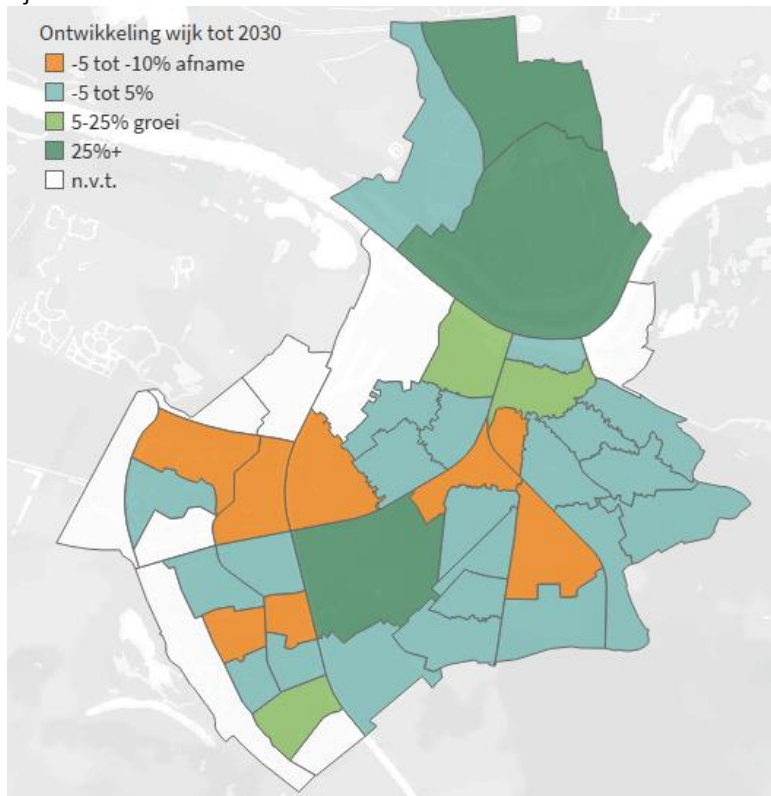 Ontwikkeling wijk tot 2030
-5 tot -10% afname
-5 tot 5%
5-25% groei
25%+
n.v.t.